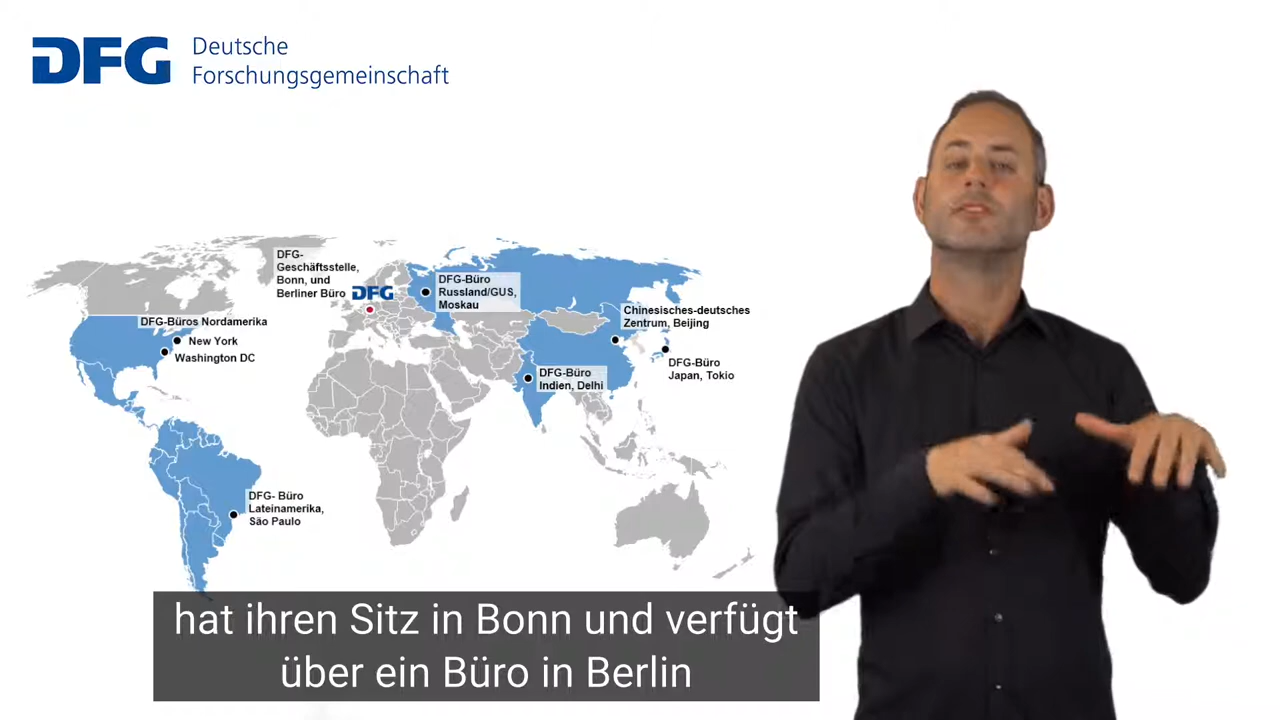 DFG
Deutsche
Forschungsgemeinschaft
DFG-
Geschäftsstelle,
Bonn, und
Berliner Büro
DFG
DFG-Büro
Russland/GUS,
Moskau
Chinesisches-deutsches
Zentrum, Beijing
DFG-Büros Nordamerika
New York
Washington DC
DFG-Büro
Japan, Tokio
DFG-Büro
Indien, Delhi
DFG- Büro
Lateinamerika,
São Paulo
hat ihren Sitz in Bonn und verfügt
über ein Büro in Berlin